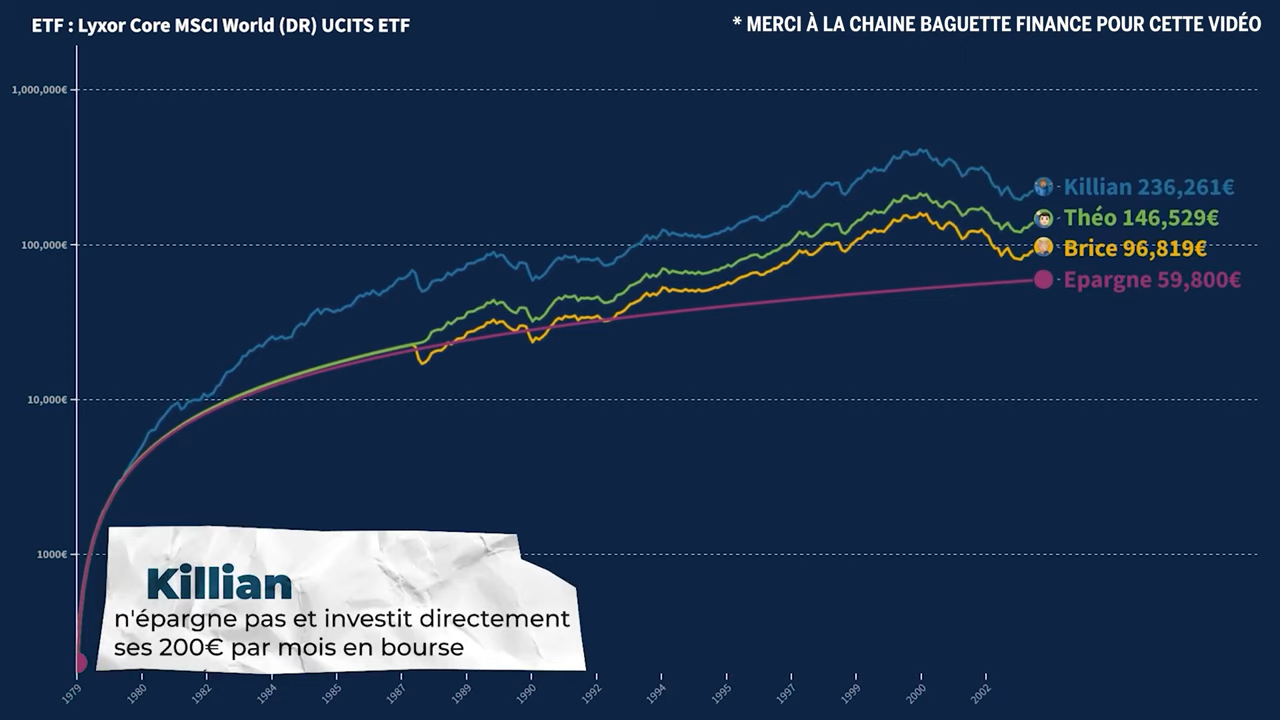 ETF : Lyxor Core MSCI World (DR) UCITS ETF
* MERCI À LA CHAINE BAGUETTE FINANCE POUR CETTE VIDÉO
1,000,000€
100,000€
10,000€
1000€
Killian 236,261€
Théo 146,529€
Brice 96,819€
Epargne 59,800€
Killian
n'épargne pas et investit directement
ses 200€ par mois en bourse
1979
1980
1982
1984
1985
1987
1989
1990
1992
1994
1995
1997
1999
2000
2002